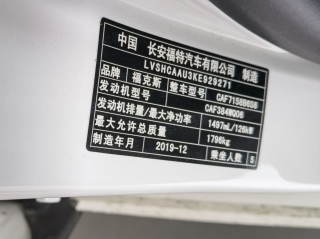 中国 长安福特汽车有限公司 制造
LVSHCAAU3KE929271
品牌 福克斯 整车型号 CAF7158B6S6
发动机型号 CAF384WQ06
发动机排量/最大净功率 1497mL/126kW
最大允许总质量 1796kg
制造年月 2019-12 乘坐人数 5